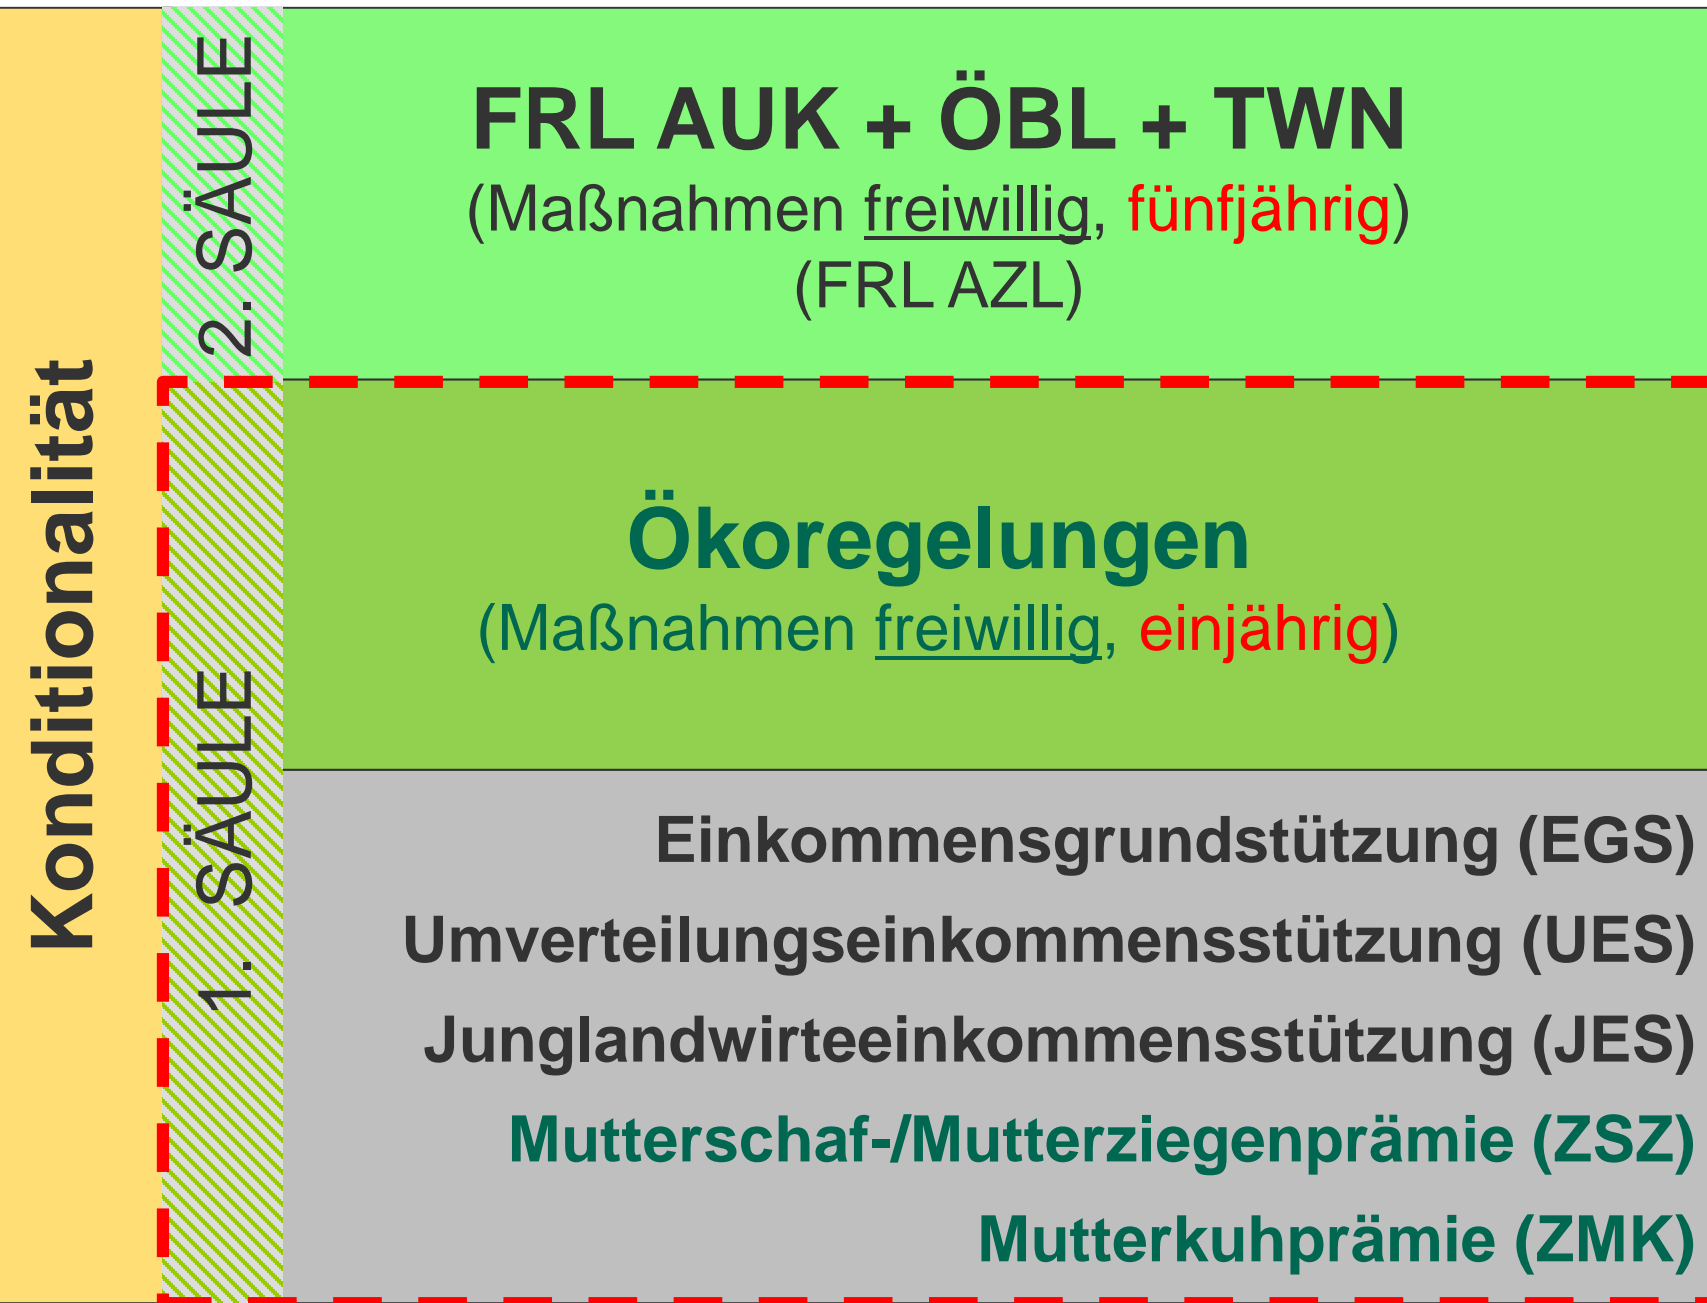 Konditionalität
2. SÄULE
FRL AUK + ÖBL + TWN
(Maßnahmen freiwillig, fünfjährig)
(FRL AZL)
1. SÄULE
Ökoregelungen
(Maßnahmen freiwillig, einjährig)
Einkommensgrundstützung (EGS)
Umverteilungseinkommensstützung (UES)
Junglandwirteeinkommensstützung (JES)
Mutterschaf-/Mutterziegenprämie (ZSZ)
Mutterkuhprämie (ZMK)